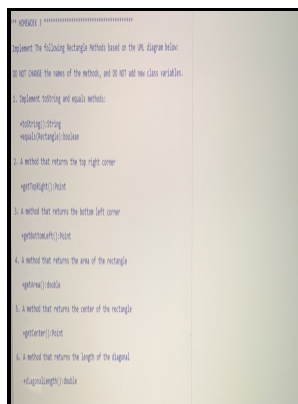 ** HOMEWORK 3 **************************************
Implement The following Rectangle Methods based on the UML diagram below:
DO NOT CHANGE the names of the methods, and DO NOT add new class variables.
1. Implement toString and equals methods:
+toString():String
+equals(Rectangle):boolean
2. A method that returns the top right corner
+getTopRight():Point
3. A method that returns the bottom left corner
+getBottomLeft():Point
4. A method that returns the area of the rectangle
+getArea():double
5. A method that returns the center of the rectangle
+getCenter():Point
6. A method that returns the length of the diagonal
+diagonalLength():double